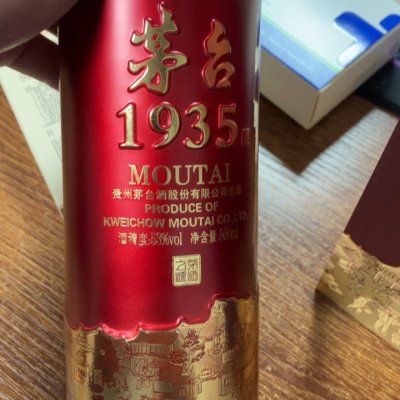 茅台
1935
MOUTAI
贵州茅台酒股份有限公司出品
PRODUCE OF
KWEICHOW MOUTAI CO.,LTD.
酒精度:53%vol 净含量:500ml